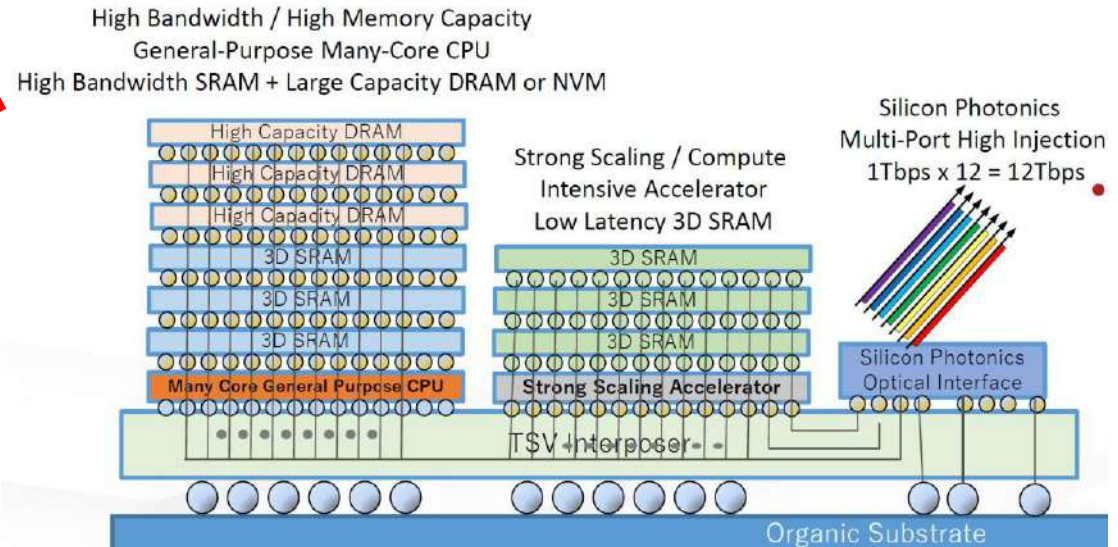 High Bandwidth / High Memory Capacity
General-Purpose Many-Core CPU
High Bandwidth SRAM + Large Capacity DRAM or NVM
High Capacity DRAM
High Capacity DRAM
High Capacity DRAM
3D SRAM
3D SRAM
3D SRAM
Many Core General Purpose CPU
Strong Scaling / Compute
Intensive Accelerator
Low Latency 3D SRAM
3D SRAM
3D SRAM
3D SRAM
Strong Scaling Accelerator
Silicon Photonics
Multi-Port High Injection
1Tbps x 12 = 12Tbps
Silicon Photonics
Optical Interface
TSV Interposer
Organic Substrate